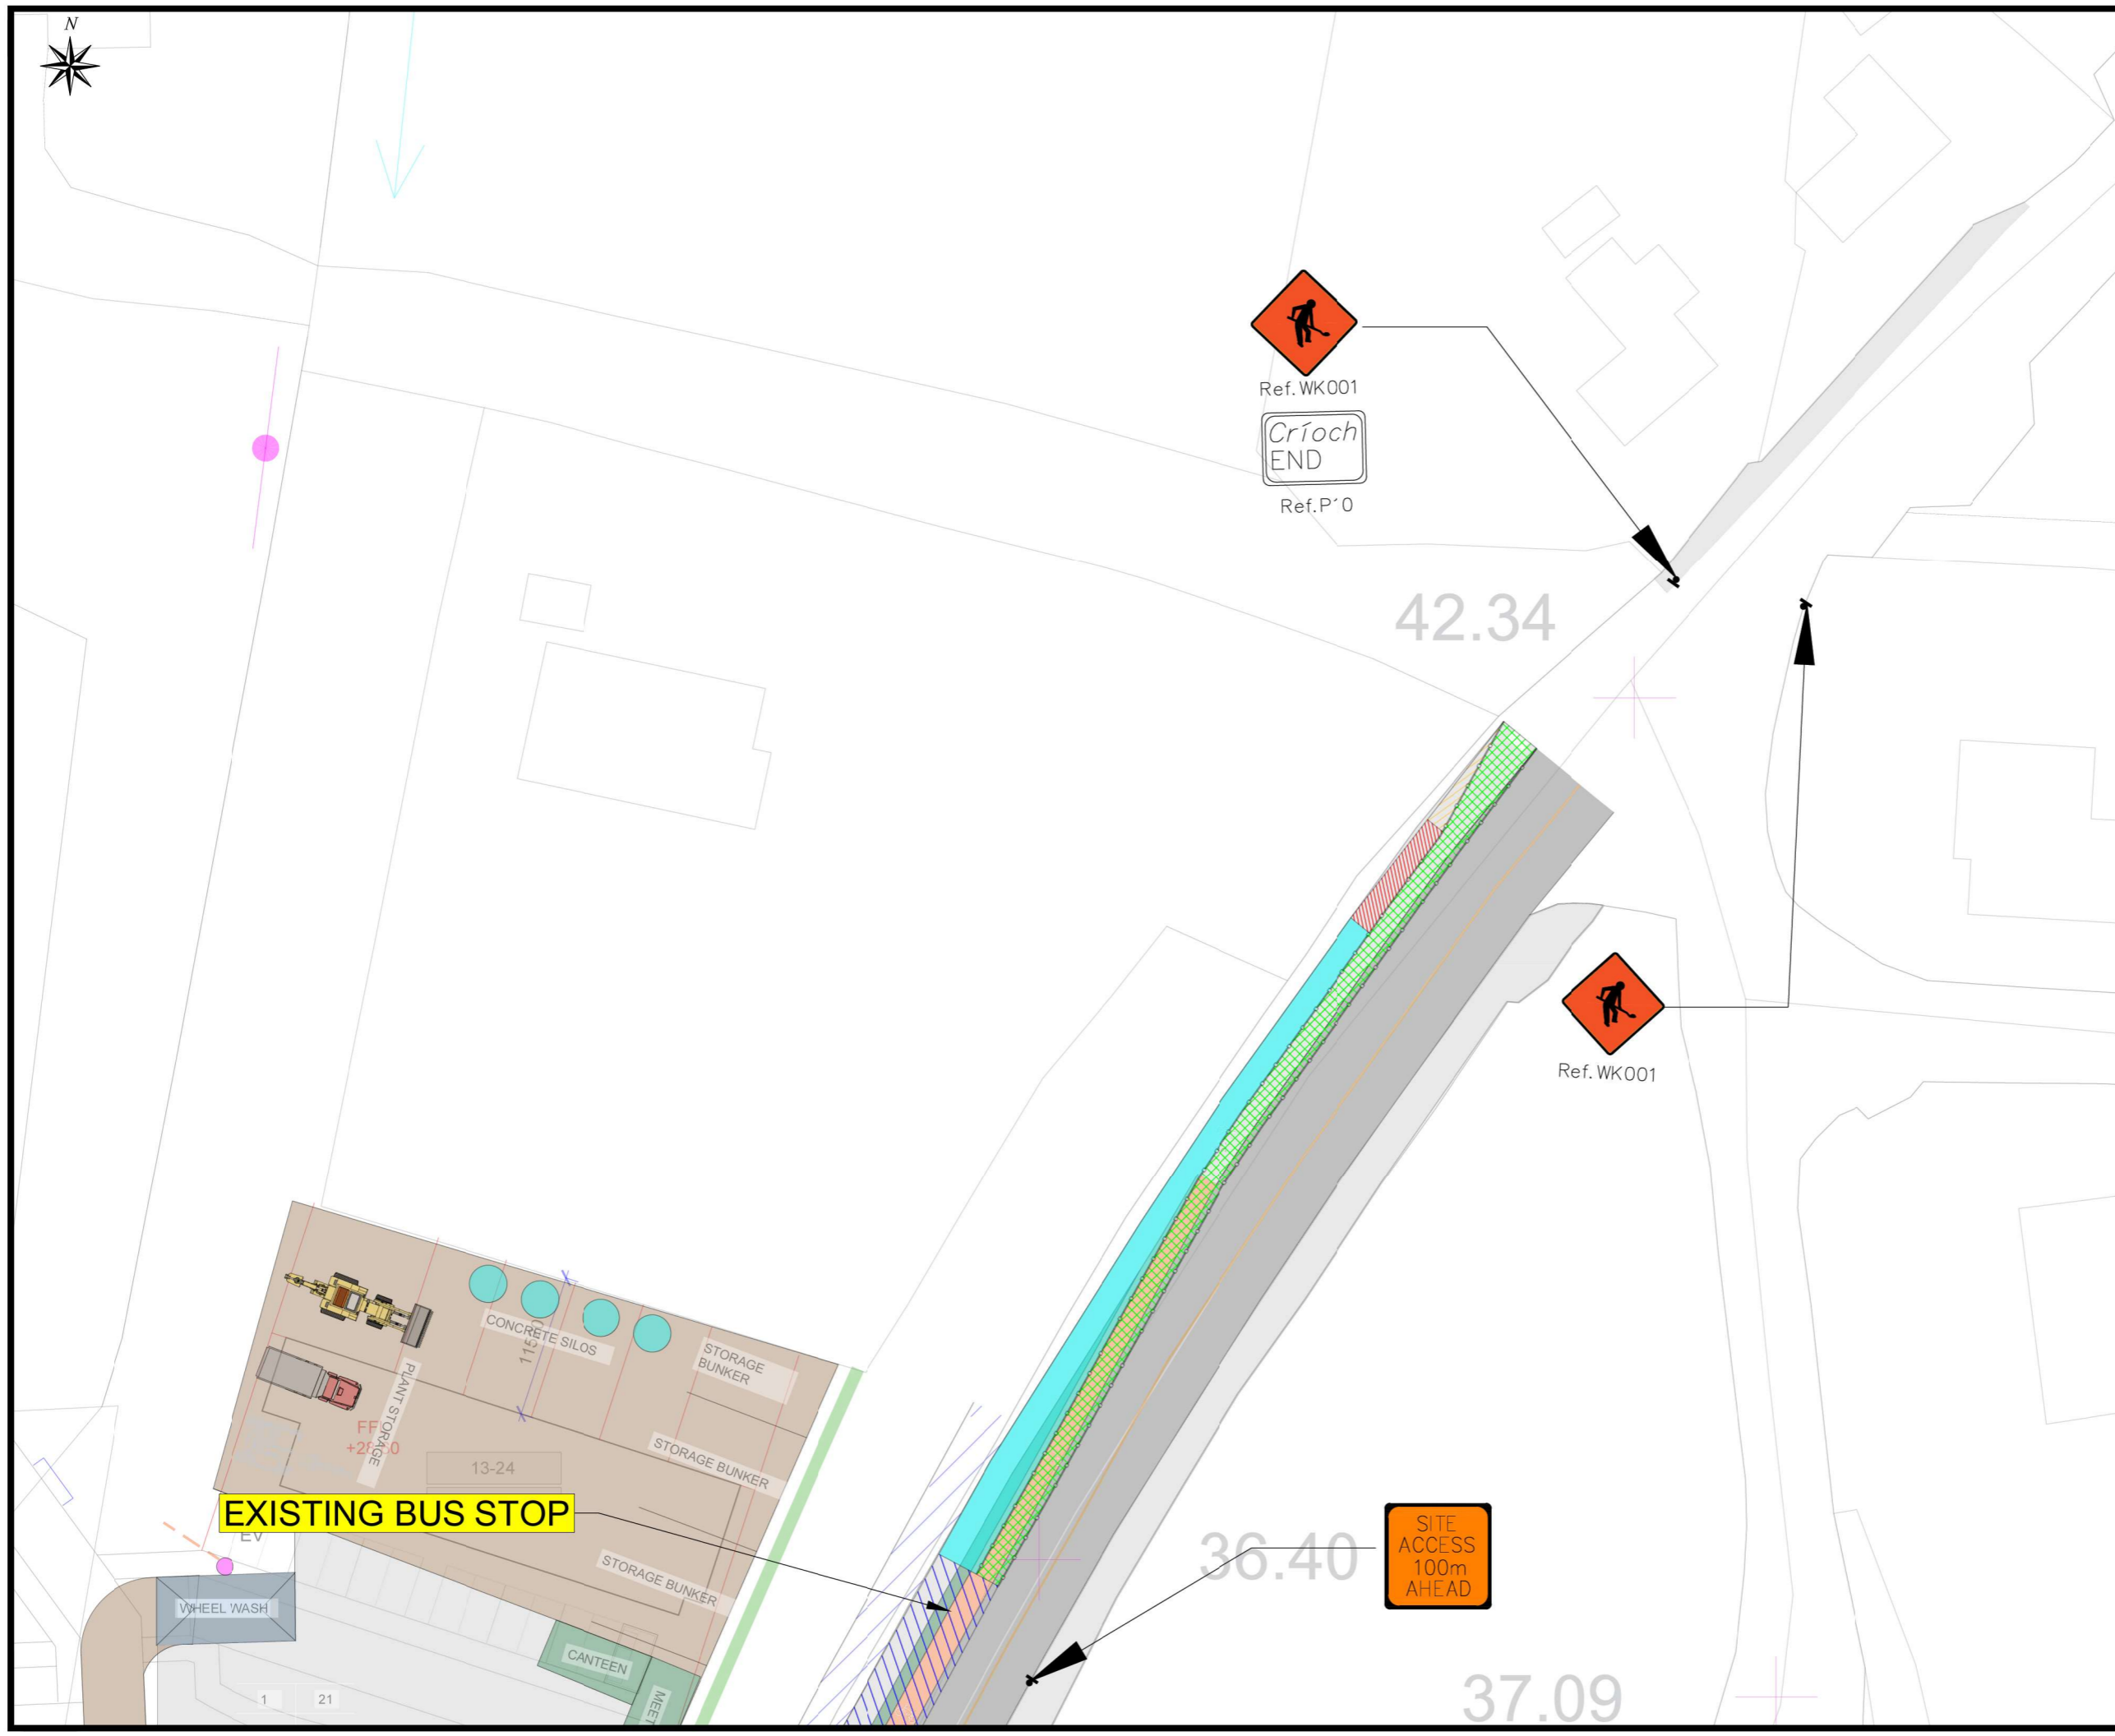 N
Ref.WK001
Críoch
END
Ref.P´0
42.34
Ref.WK001
CONCRETE SILOS
STORAGE
BUNKER
PLANT STORAGE
STORAGE BUNKER
13-24
EXISTING BUS STOP
EV
STORAGE BUNKER
WHEEL WASH
CANTEEN
1
21
36.40
SITE
ACCESS
100m
AHEAD
37.09